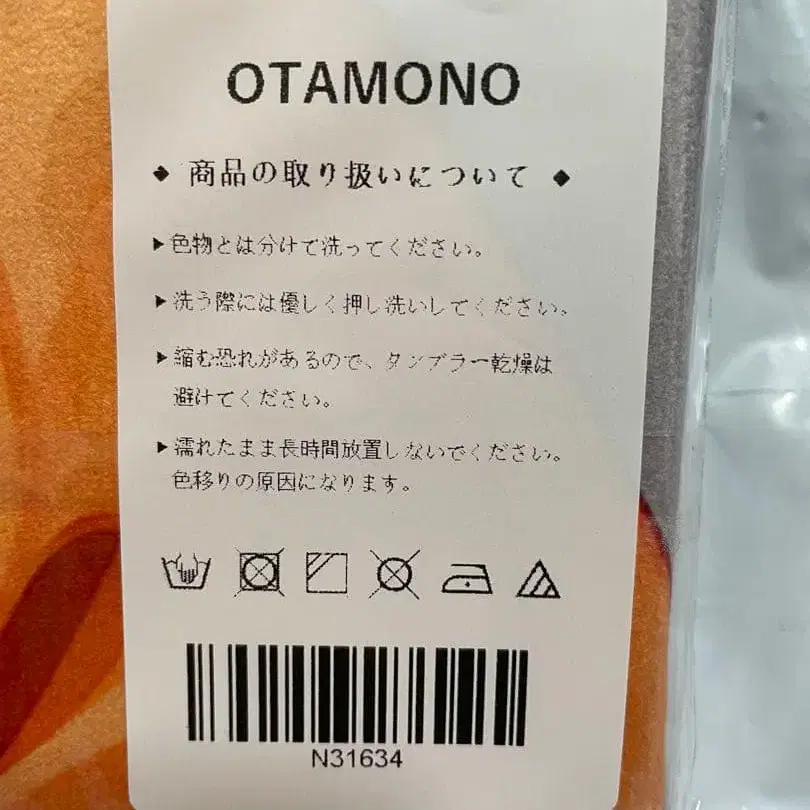 OTAMONO
◆ 商品の取り扱いについて ◆
▶色物とは分けて洗ってください。
▶洗う際には優しく押し洗いしてください。
▶縮む恐れがあるので、タンブラー乾燥は
避けてください。
▶濡れたまま長時間放置しないでください。
色移りの原因になります。
N31634